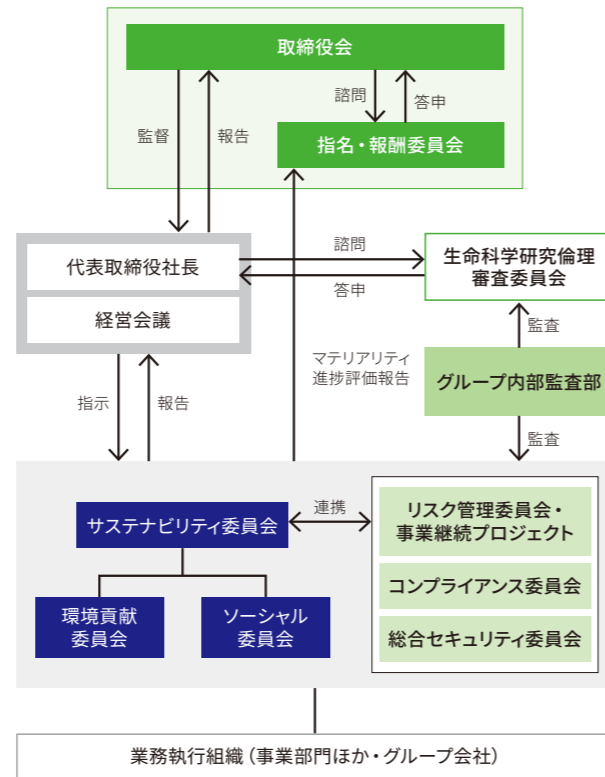 取締役会
諮問
答申
監督
報告
指名・報酬委員会
代表取締役社長
経営会議
諮問
答申
生命科学研究倫理
審査委員会
監査
マテリアリティ
進捗評価報告
グループ内部監査部
指示
報告
監査
サステナビリティ委員会
連携
リスク管理委員会・
事業継続プロジェクト
コンプライアンス委員会
環境貢献
委員会
ソーシャル
委員会
総合セキュリティ委員会
業務執行組織（事業部門ほか・グループ会社）